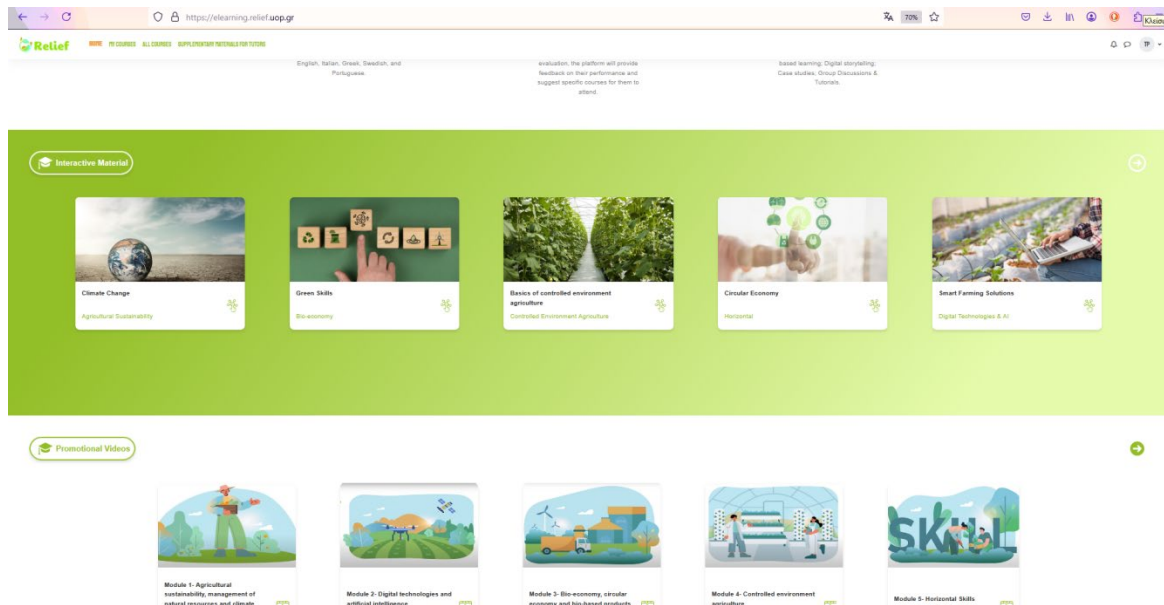 https://elearning.relief.uop.gr
70%
Relief
HOME MY COURSES ALL COURSES SUPPLEMENTARY MATERIALS FOR TUTORS
TP
English, Italian, Greek, Swedish, and
Portuguese.
evaluation, the platform will provide
feedback on their performance and
suggest specific courses for them to
attend.
based learning; Digital storytelling;
Case studies; Group Discussions &
Tutorials.
Interactive Material
Climate Change
Agricultural Sustainability
Green Skills
Bio-economy
Basics of controlled environment
agriculture
Controlled Environment Agriculture
Circular Economy
Horizontal
Smart Farming Solutions
Digital Technologies & AI
Promotional Videos
Module 1- Agricultural
sustainability, management of
natural resources and climate
Module 2- Digital technologies and
artificial intelligence
Module 3- Bio-economy, circular
economy and bio-based products
SKILL
Module 4- Controlled environment
agriculture
Module 5- Horizontal Skills